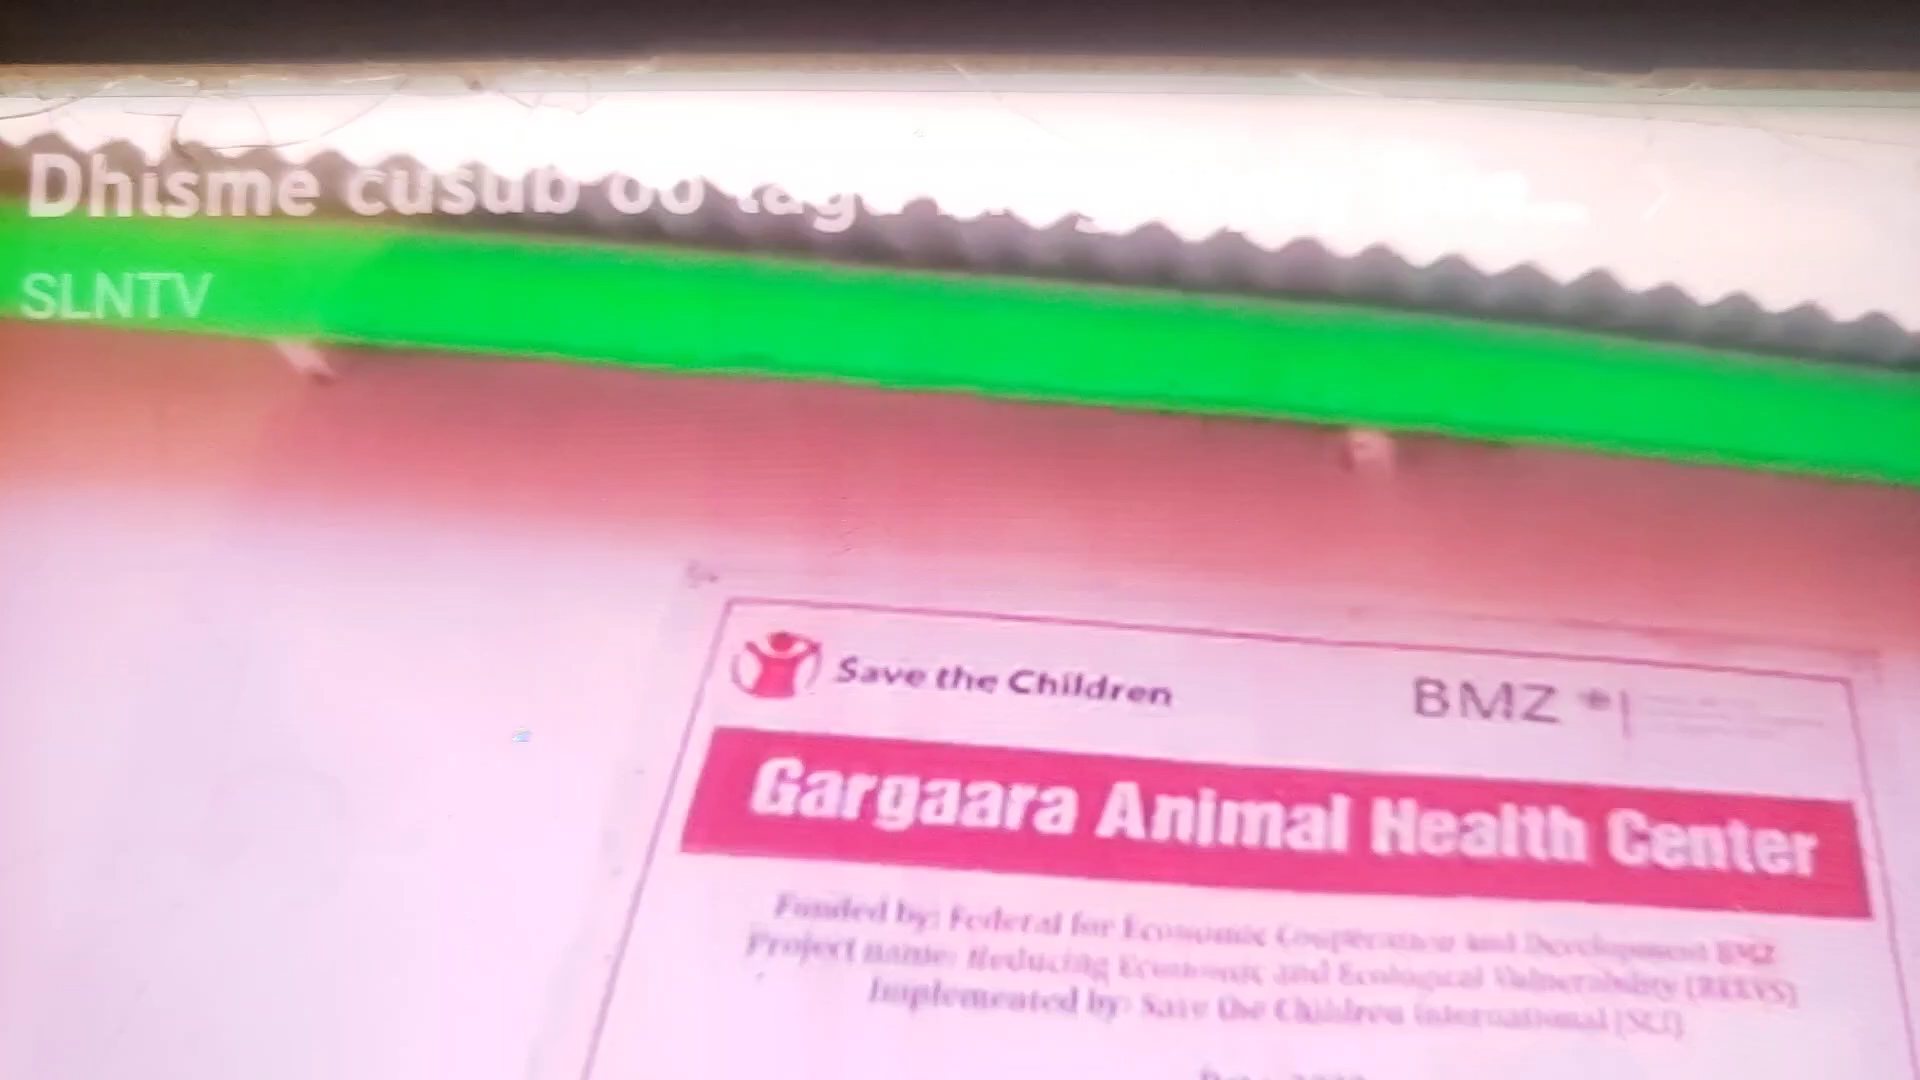 Dhisme cusub oo
SLNTV
Save the Children
BMZ
Gargaara Animal Health Center
Funded by: Federal for Economic Cooperation and Development BMZ
Project name: Reducing Economic and Ecological Vulnerability (REEVS)
Implemented by: Save the Children International (SCI)